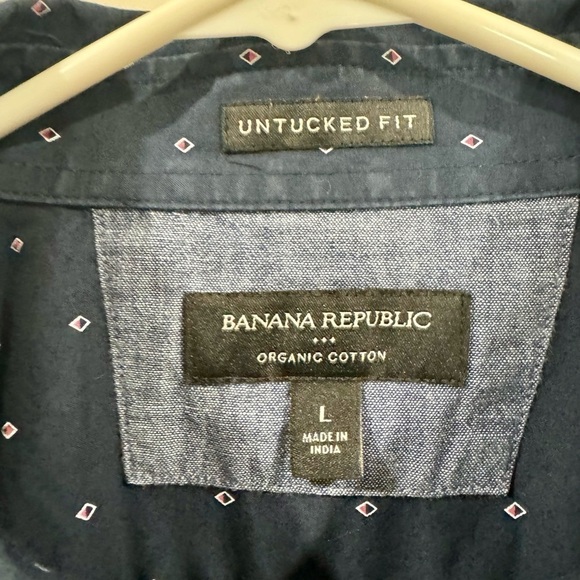 UNTUCKED FIT
BANANA REPUBLIC
ORGANIC COTTON
L
MADE IN
INDIA